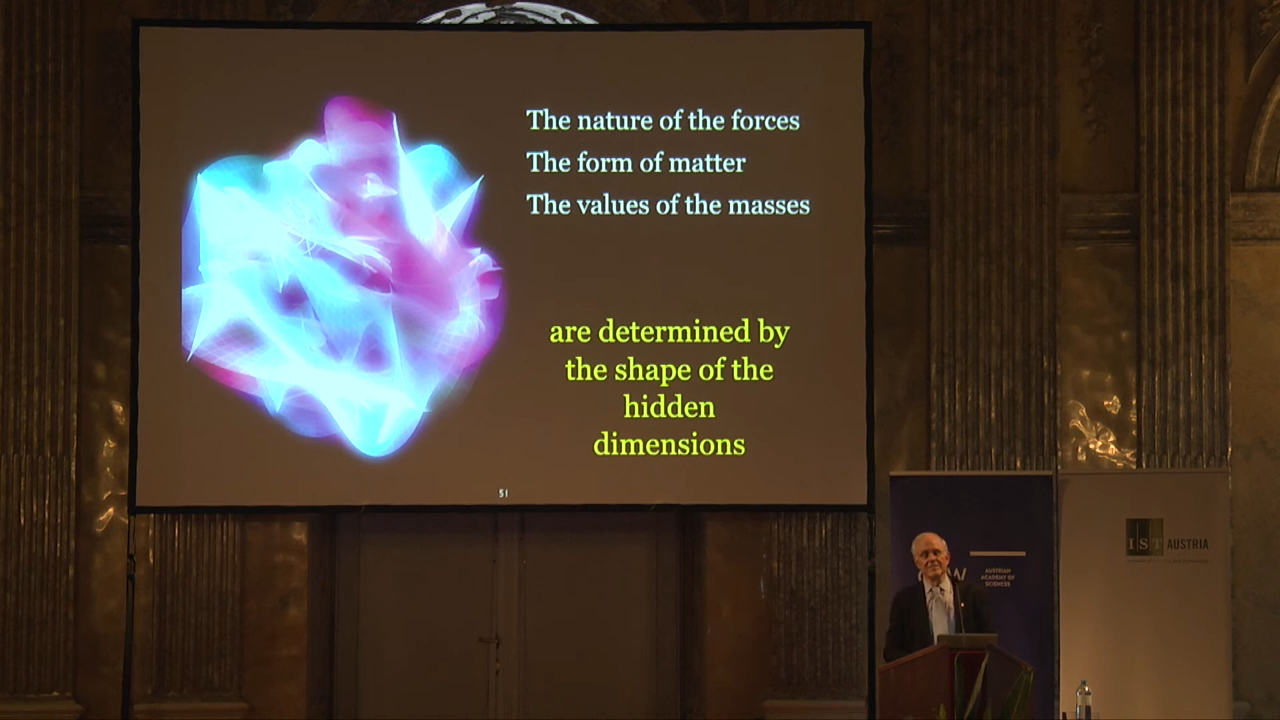 The nature of the forces
The form of matter
The values of the masses
are determined by
the shape of the
hidden
dimensions
51
AUSTRIAN
ACADEMY OF
SCIENCES
IST AUSTRIA